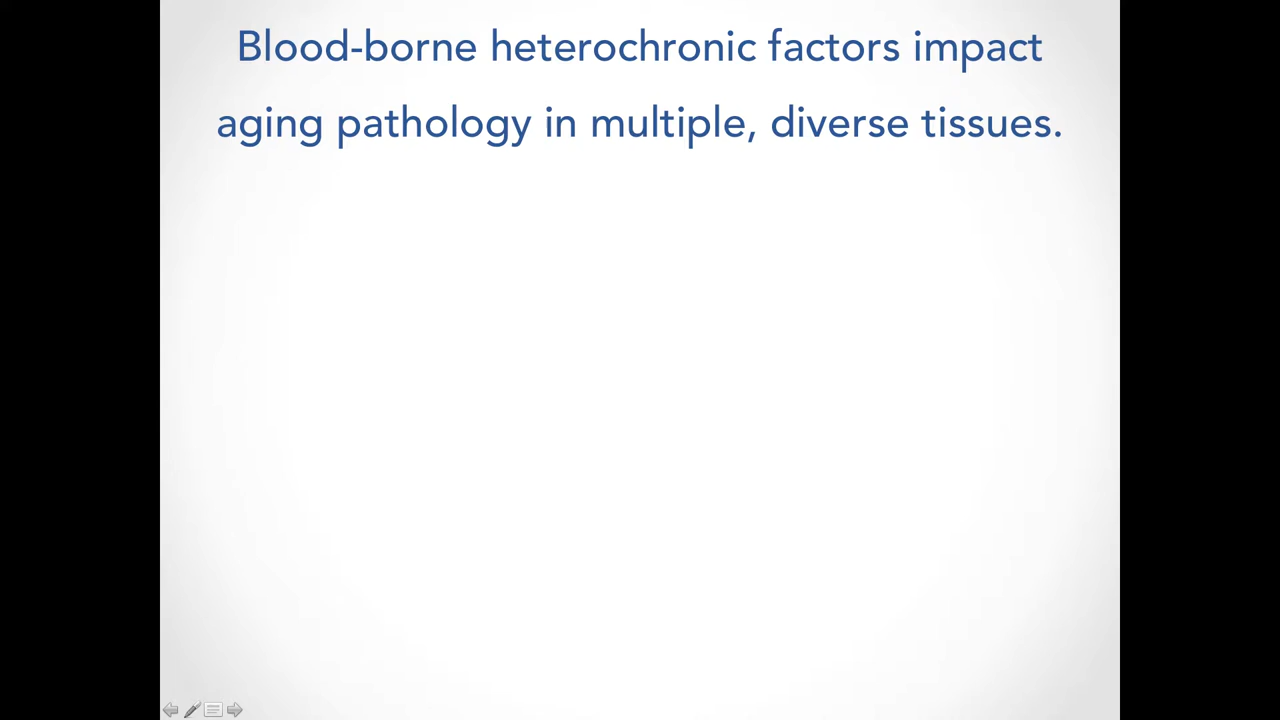 Blood-borne heterochronic factors impact
aging pathology in multiple, diverse tissues.